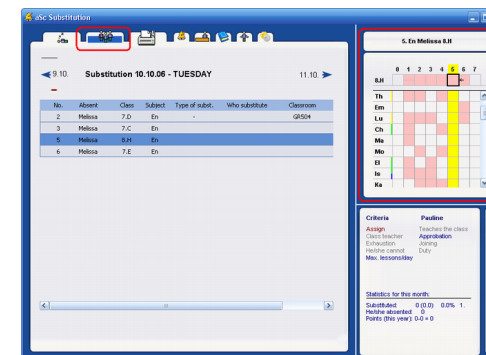 aSc Substitution
9.10. Substitution 10.10.06 - TUESDAY 11.10.
No. Absent Class Subject Type of subst. Who substitute Classroom
2 Melissa 7.D En - GR504
3 Melissa 7.C En
5 Melissa 8.H En
6 Melissa 7.E En
5. En Melissa 8.H
0 1 2 3 4 5 6 7
8.H
Th
Em
Lu
Ch
Ma
Mo
El
Io
Ka
Criteria Pauline
Assign Teaches the class
Class teacher Approbation
Exhaustion Joining
He/she cannot Duty
Max. lessons/day
Statistics for this month:
Substituted: 0 (0.0) 0.0% 1.
He/she absented: 0
Points (this year): 0-0 = 0